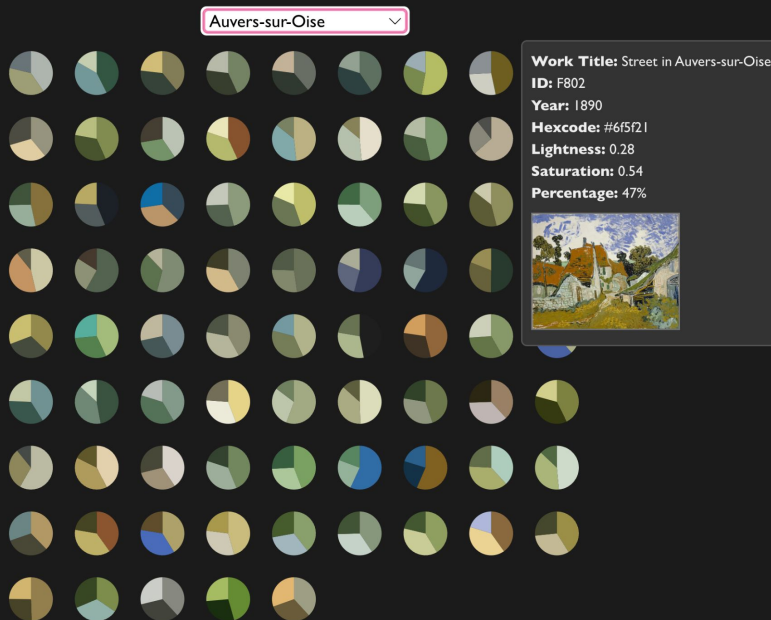 Auvers-sur-Oise
Work Title: Street in Auvers-sur-Oise
ID: F802
Year: 1890
Hexcode: #6f5f21
Lightness: 0.28
Saturation: 0.54
Percentage: 47%